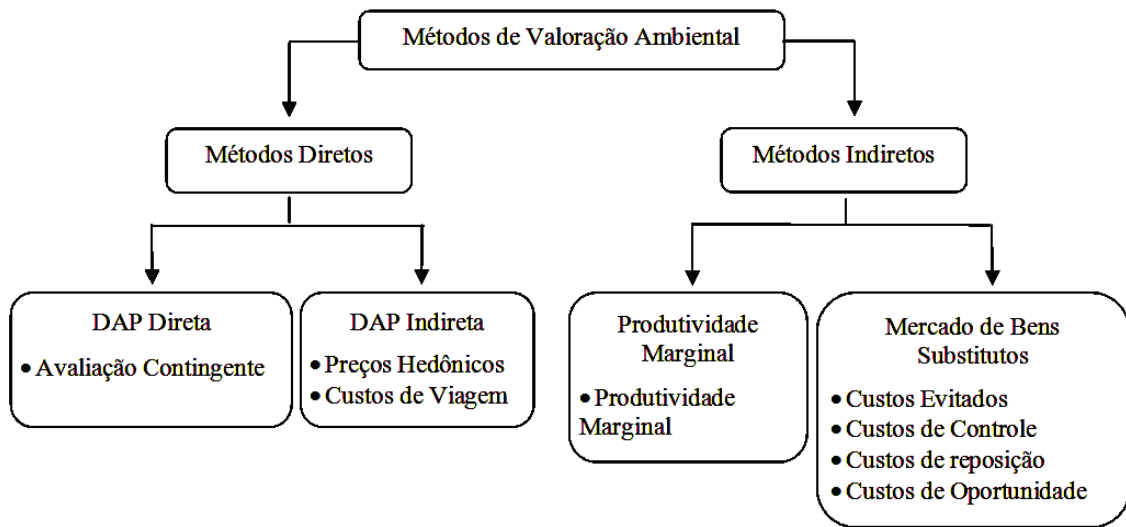 Métodos de Valoração Ambiental
Métodos Diretos
Métodos Indiretos
DAP Direta
• Avaliação Contingente
DAP Indireta
• Preços Hedônicos
• Custos de Viagem
Produtividade
Marginal
• Produtividade
Marginal
Mercado de Bens
Substitutos
• Custos Evitados
• Custos de Controle
• Custos de reposição
• Custos de Oportunidade